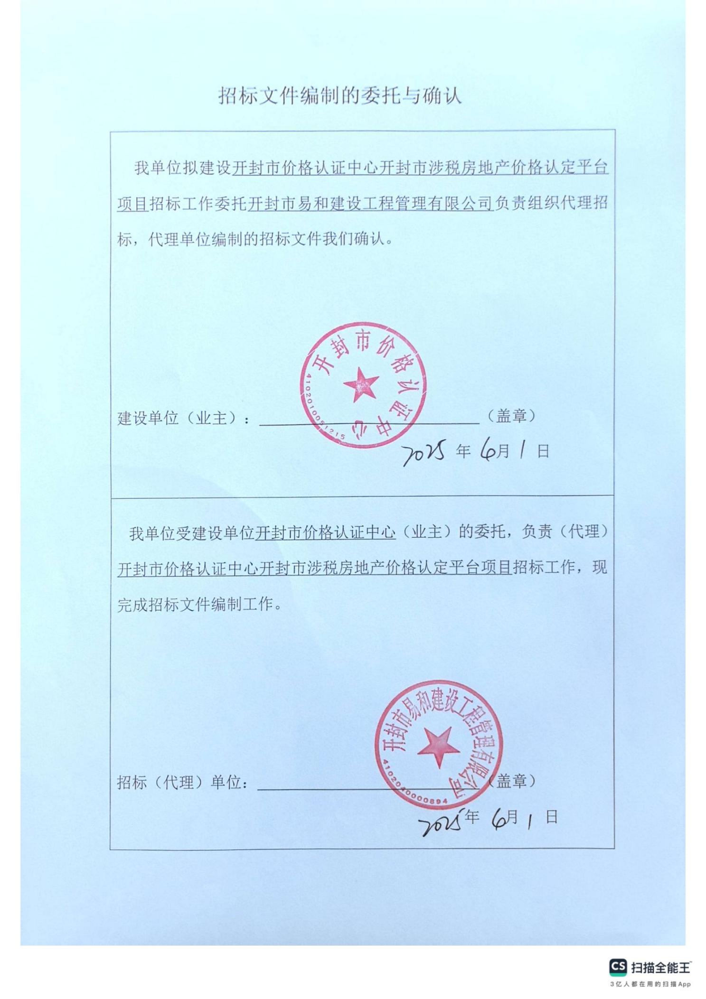 招标文件编制的委托与确认
我单位拟建设开封市价格认证中心开封市涉税房地产价格认定平台
项目招标工作委托开封市易和建设工程管理有限公司负责组织代理招
标，代理单位编制的招标文件我们确认。
开封市价格认证中心
4102010051215
建设单位（业主）：（盖章）
2025年6月1日
我单位受建设单位开封市价格认证中心（业主）的委托，负责（代理）
开封市价格认证中心开封市涉税房地产价格认定平台项目招标工作，现
完成招标文件编制工作。
开封市易和建设工程管理有限公司
4102040000894
招标（代理）单位：（盖章）
2025年6月1日
CS 扫描全能王™
3亿人都在用的扫描App